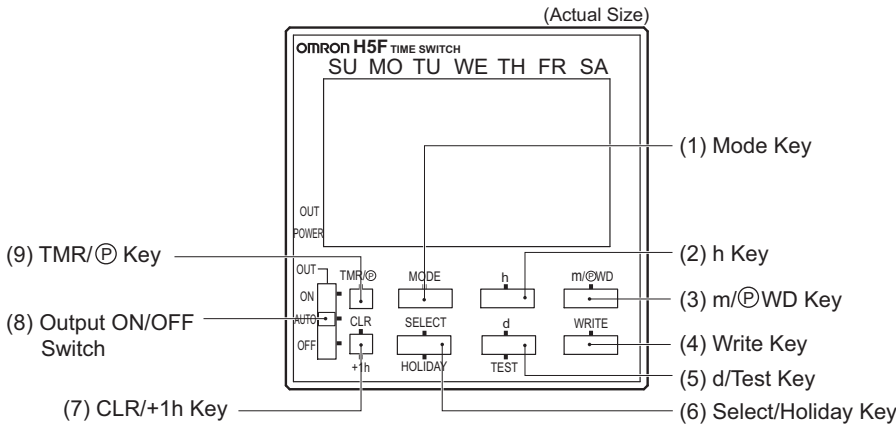 (Actual Size)
OMRON H5F TIME SWITCH
SU MO TU WE TH FR SA
OUT
POWER
OUT
ON
AUTO
OFF
TMR/Ⓟ MODE h m/ⓅWD
CLR SELECT d WRITE
+1h HOLIDAY TEST
(1) Mode Key
(2) h Key
(3) m/ⓅWD Key
(4) Write Key
(5) d/Test Key
(6) Select/Holiday Key
(7) CLR/+1h Key
(8) Output ON/OFF
Switch
(9) TMR/Ⓟ Key